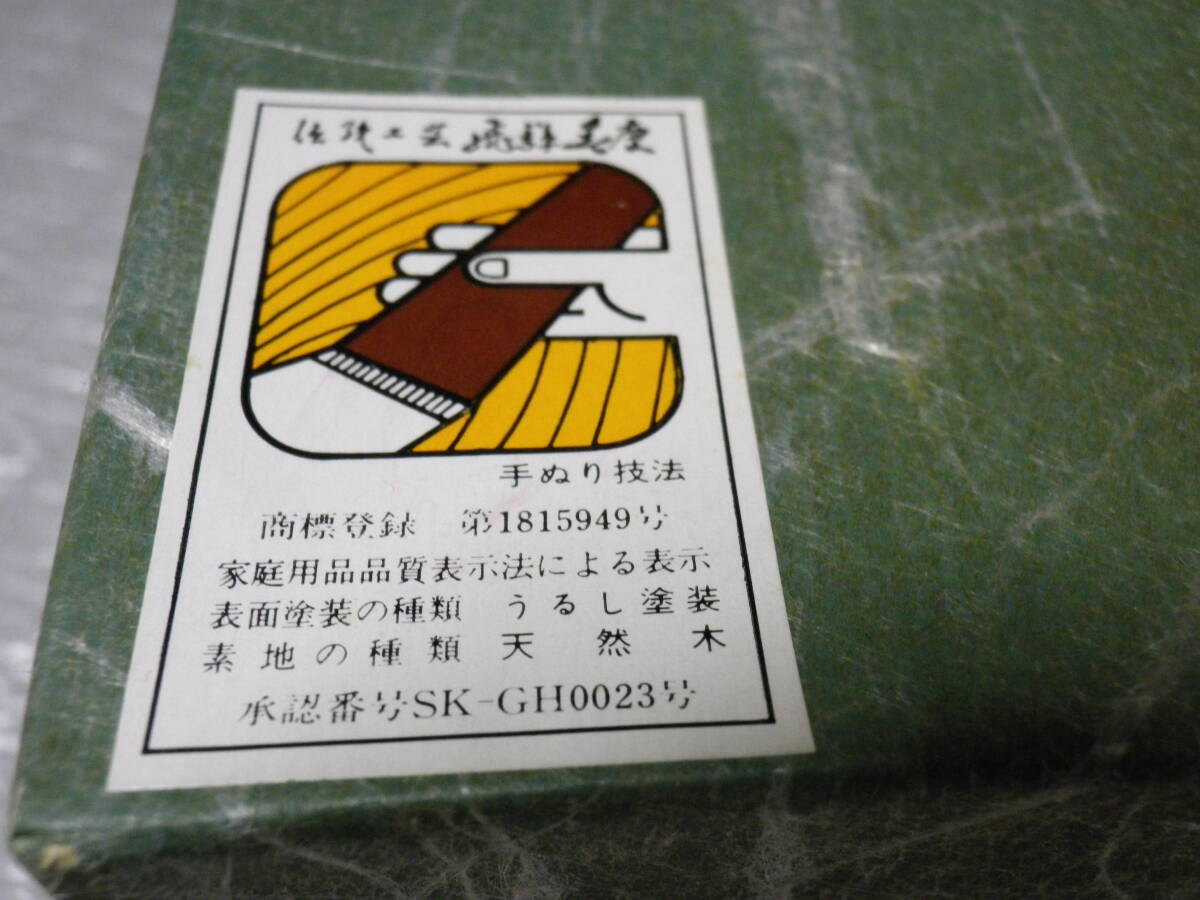 伝統工芸飛騨春慶
手ぬり技法
商標登録 第1815949号
家庭用品品質表示法による表示
表面塗装の種類 うるし塗装
素地の種類 天然木
承認番号SK-GH0023号